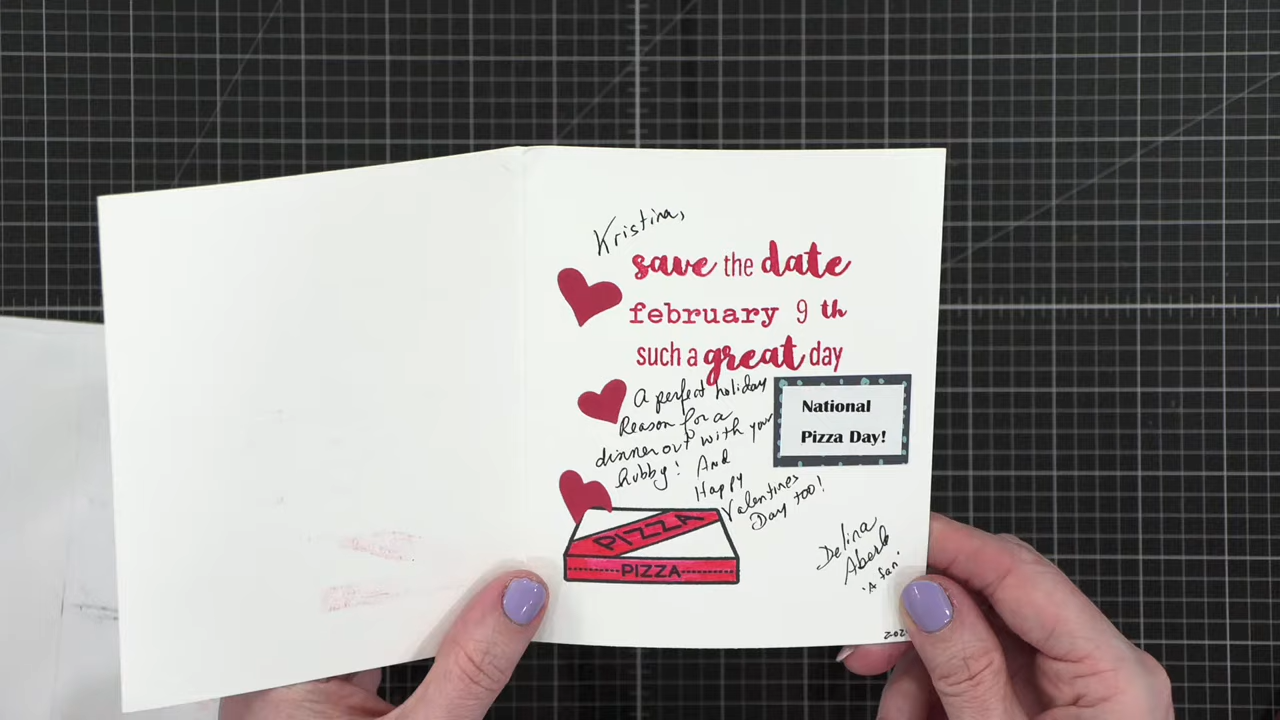 Kristina,
save the date
february 9 th
such a great day
A perfect holiday
Reason for a
dinner out with your
hubby! And
Happy
Valentines
Day too!
National
Pizza Day!
PIZZA
PIZZA
Delina
"A fan"